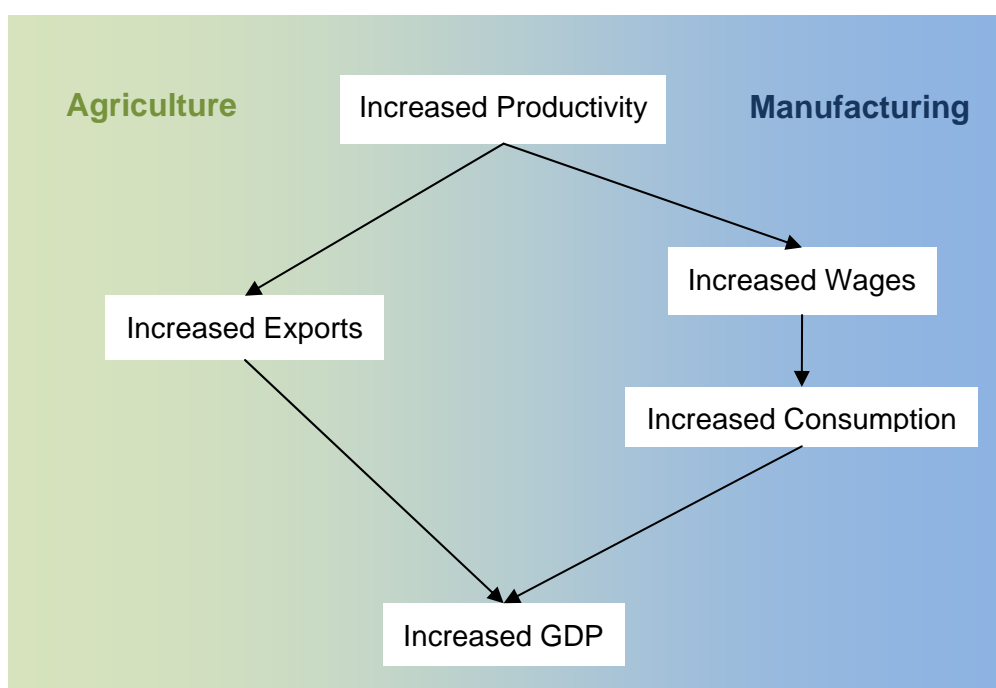 Agriculture
Increased Productivity
Manufacturing
Increased Wages
Increased Exports
Increased Consumption
Increased GDP